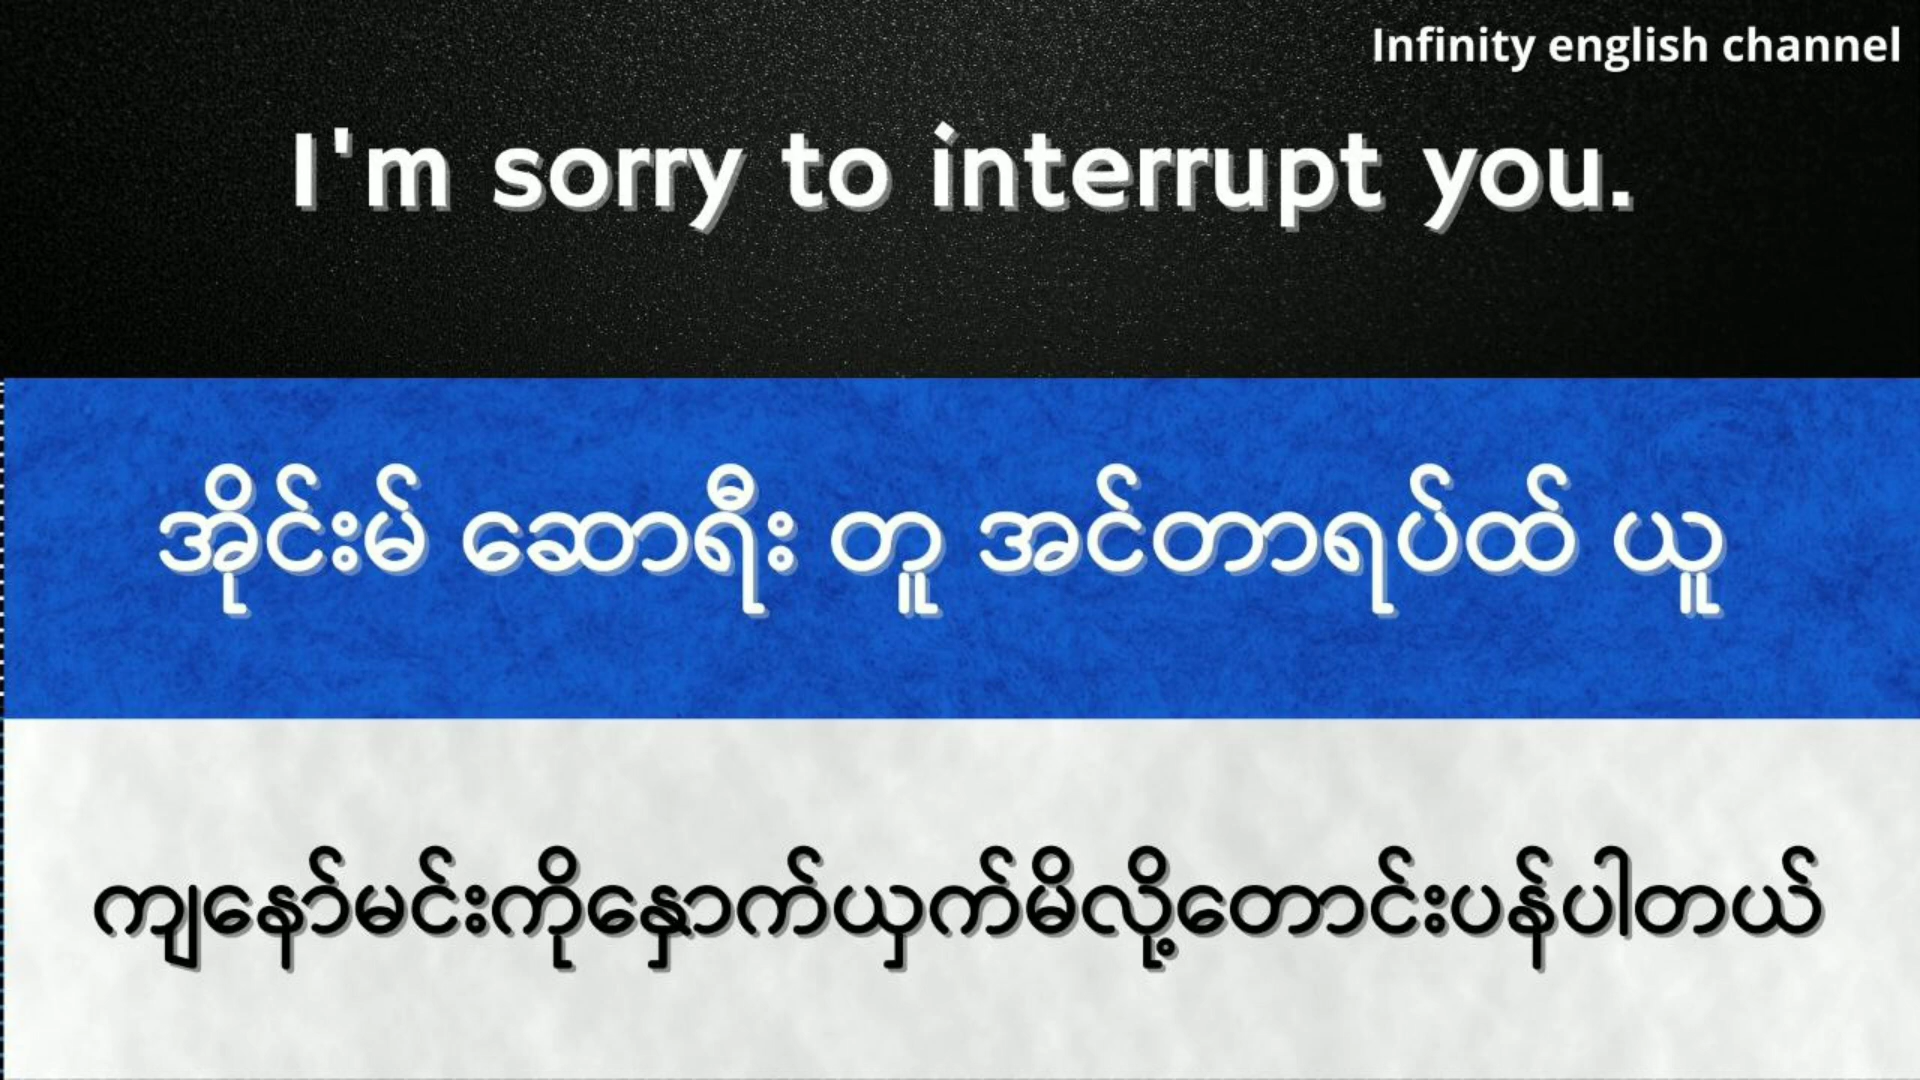 Infinity english channel
I'm sorry to interrupt you.
အိုင်းမ် ဆောရီး တူ အင်တာရပ်ထ် ယူ
ကျနော်မင်းကိုနှောက်ယှက်မိလို့တောင်းပန်ပါတယ်